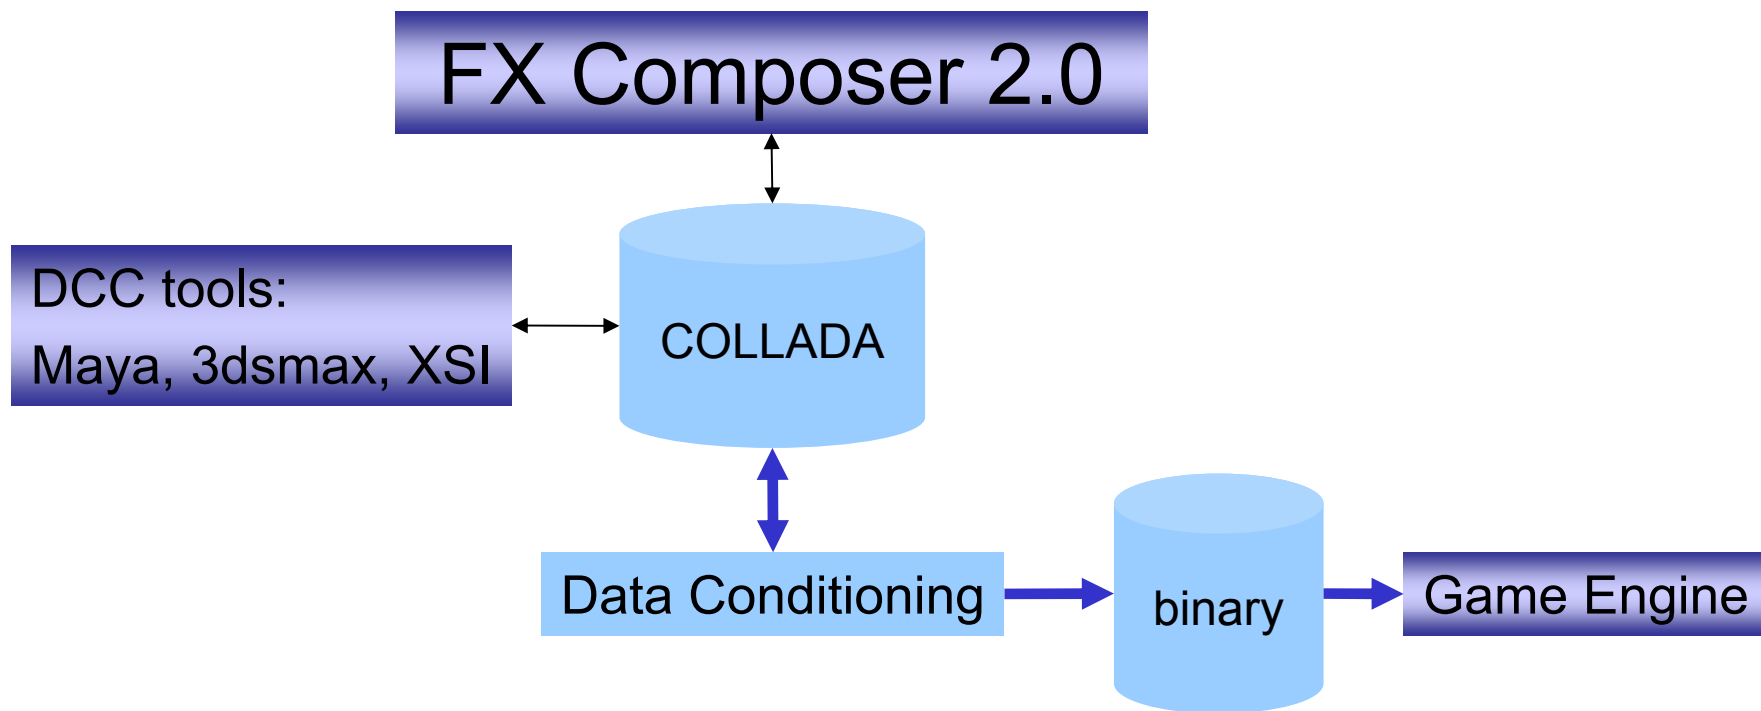 FX Composer 2.0
DCC tools:
Maya, 3dsmax, XSI
COLLADA
Data Conditioning
binary
Game Engine